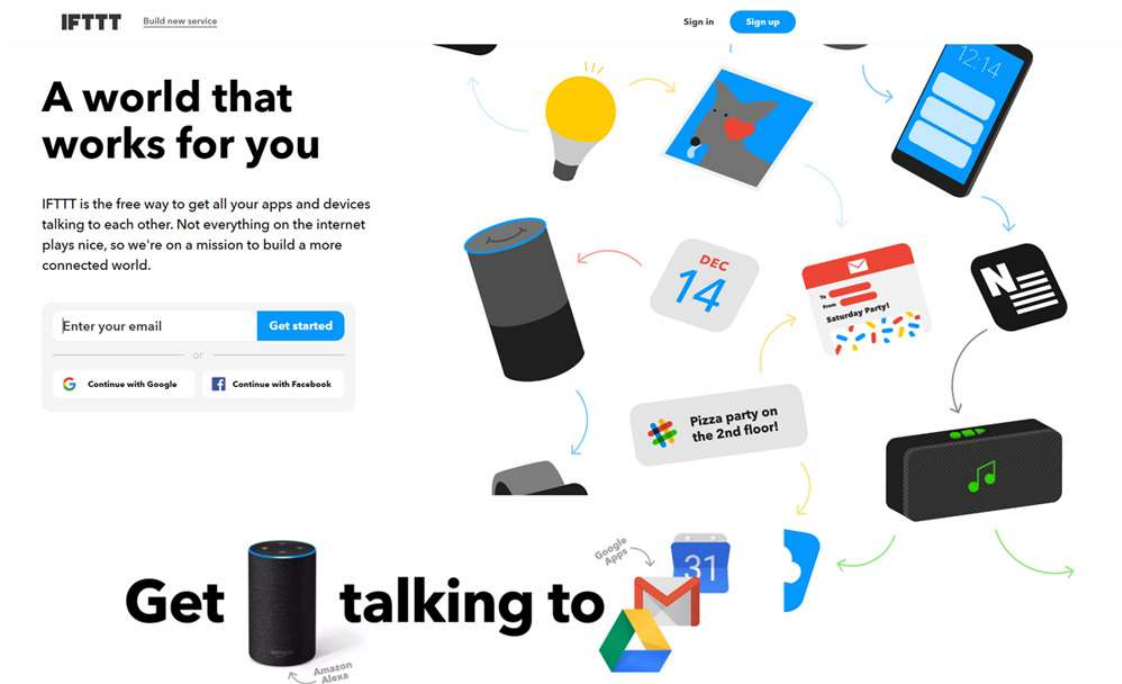 IFTTT
Build new service
Sign in
Sign up
A world that
works for you
IFTTT is the free way to get all your apps and devices
talking to each other. Not everything on the internet
plays nice, so we're on a mission to build a more
connected world.
Enter your email
Get started
or
Continue with Google
Continue with Facebook
12:14
DEC
14
To
From
Saturday Party!
N
Pizza party on
the 2nd floor!
Get talking to
Google
Apps
31
Amazon
Alexa